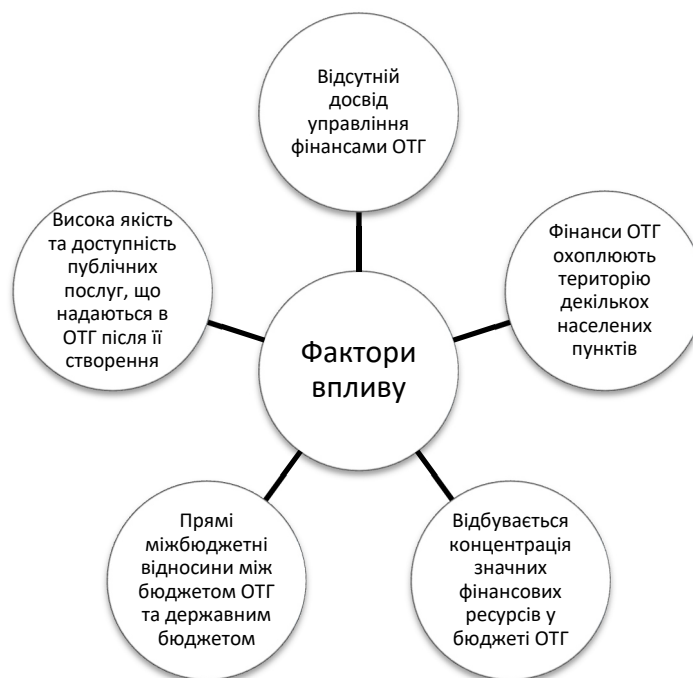 Відсутній
досвід
управління
фінансами ОТГ
Висока якість
та доступність
публічних
послуг, що
надаються в
ОТГ після її
створення
Фінанси ОТГ
охоплюють
територію
декількох
населених
пунктів
Фактори
впливу
Прямі
міжбюджетні
відносини між
бюджетом ОТГ
та державним
бюджетом
Відбувається
концентрація
значних
фінансових
ресурсів у
бюджеті ОТГ